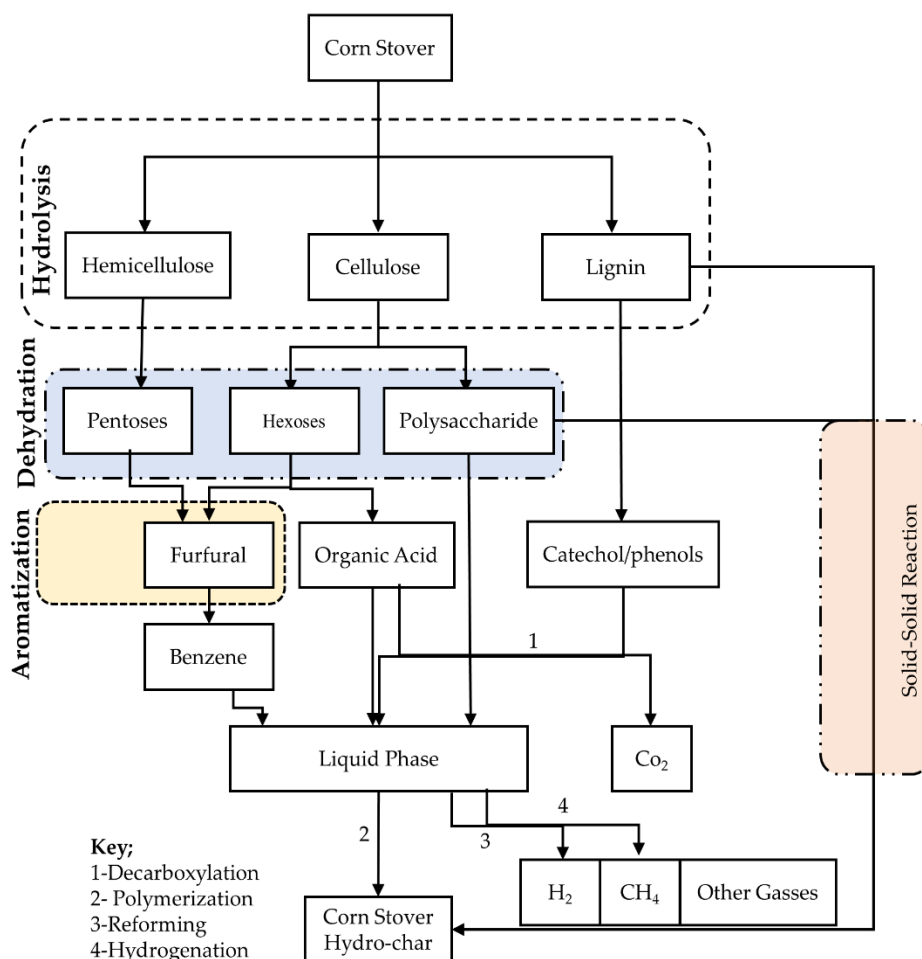 Corn Stover
Hydrolysis
Hemicellulose
Cellulose
Lignin
Dehydration
Pentoses
Hexoses
Polysaccharide
Aromatization
Furfural
Organic Acid
Catechol/phenols
Solid-Solid Reaction
1
Benzene
Liquid Phase
Co₂
2
3
4
Key;
1-Decarboxylation
2- Polymerization
3-Reforming
4-Hydrogenation
H₂
CH₄
Other Gasses
Corn Stover
Hydro-char